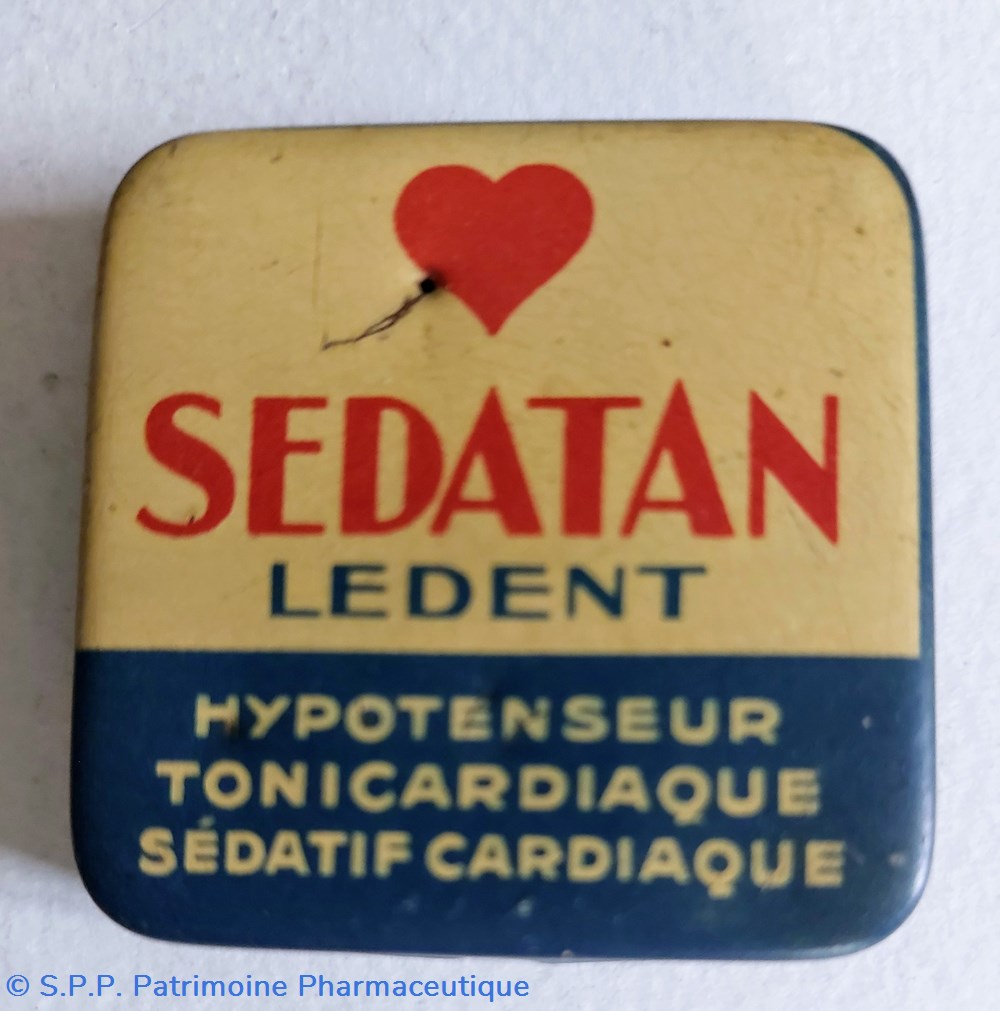 SEDATAN
LEDENT
HYPOTENSEUR
TONICARDIAQUE
SÉDATIF CARDIAQUE
© S.P.P. Patrimoine Pharmaceutique